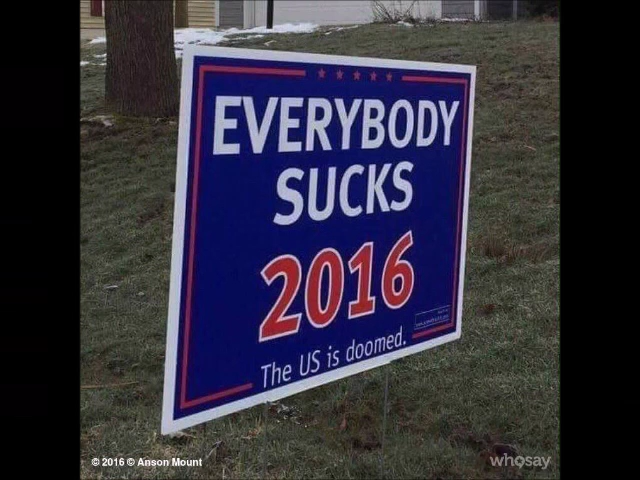 EVERYBODY
SUCKS
2016
The US is doomed.
© 2016 © Anson Mount
whosay